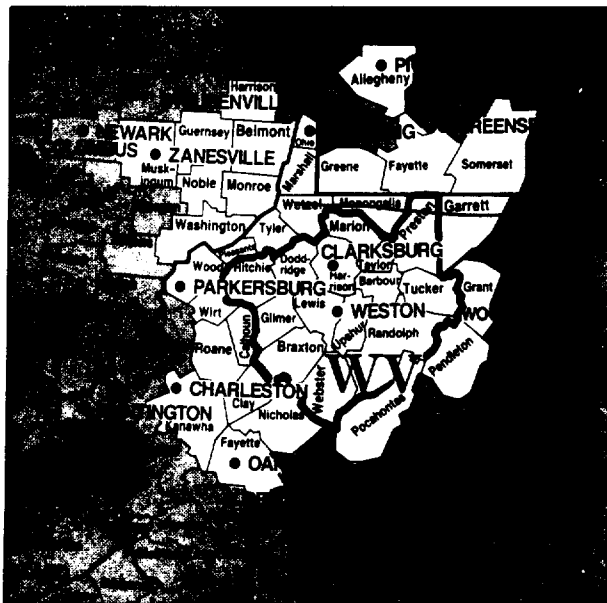 Allegheny
Harrison
ENVILL
NEWARK
Guernsey
Belmont
Ohio
REENSB
US
ZANESVILLE
Marshall
Greene
Fayette
Somerset
Musk-
ingum
Noble
Monroe
Wetzel
Monongalia
Preston
Garrett
Washington
Tyler
Marion
Pleasants
CLARKSBURG
Wood
Ritchie
Dodd-
ridge
Har-
rison
Taylor
Barbour
Tucker
Grant
PARKERSBURG
Lewis
WESTON
WOO
Wirt
Gilmer
Upshur
Randolph
Calhoun
Roane
Braxton
WV
Pendleton
Webster
CHARLESTON
Clay
Nicholas
Pocahontas
INGTON
Kanawha
Fayette
OA